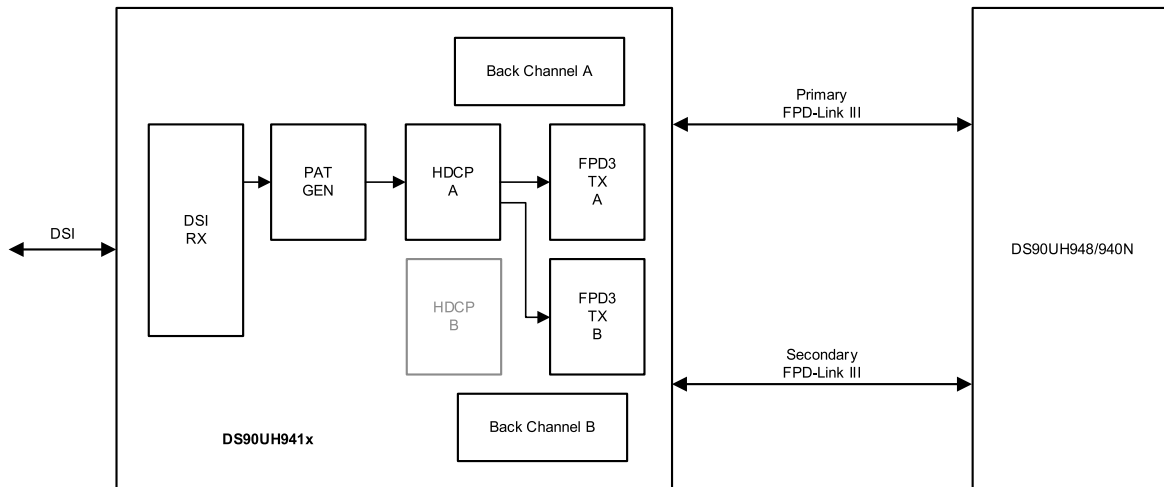 Back Channel A
Primary
FPD-Link III
DSI
DSI
RX
PAT
GEN
HDCP
A
FPD3
TX
A
HDCP
B
FPD3
TX
B
DS90UH948/940N
Secondary
FPD-Link III
Back Channel B
DS90UH941x